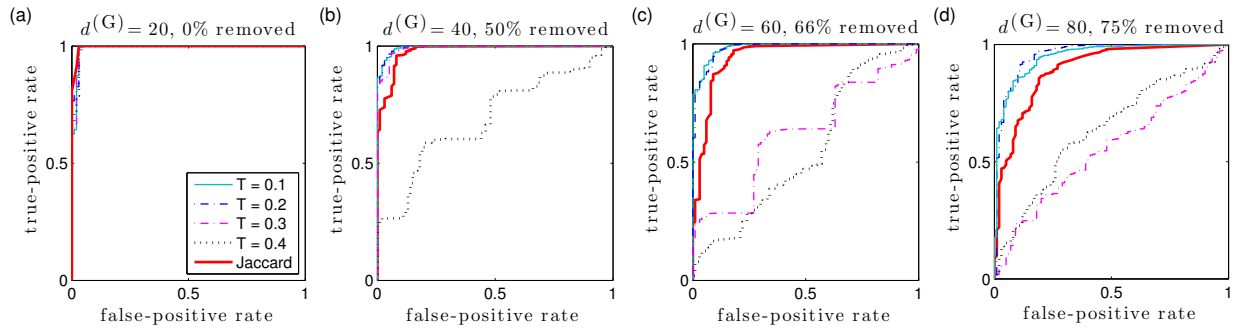 (a)
d(G) = 20, 0% removed
true-positive rate
1
0.5
0
0
0.5
1
false-positive rate
T = 0.1
T = 0.2
T = 0.3
T = 0.4
Jaccard
(b)
d(G) = 40, 50% removed
true-positive rate
1
0.5
0
0
0.5
1
false-positive rate
(c)
d(G) = 60, 66% removed
true-positive rate
1
0.5
0
0
0.5
1
false-positive rate
(d)
d(G) = 80, 75% removed
true-positive rate
1
0.5
0
0
0.5
1
false-positive rate